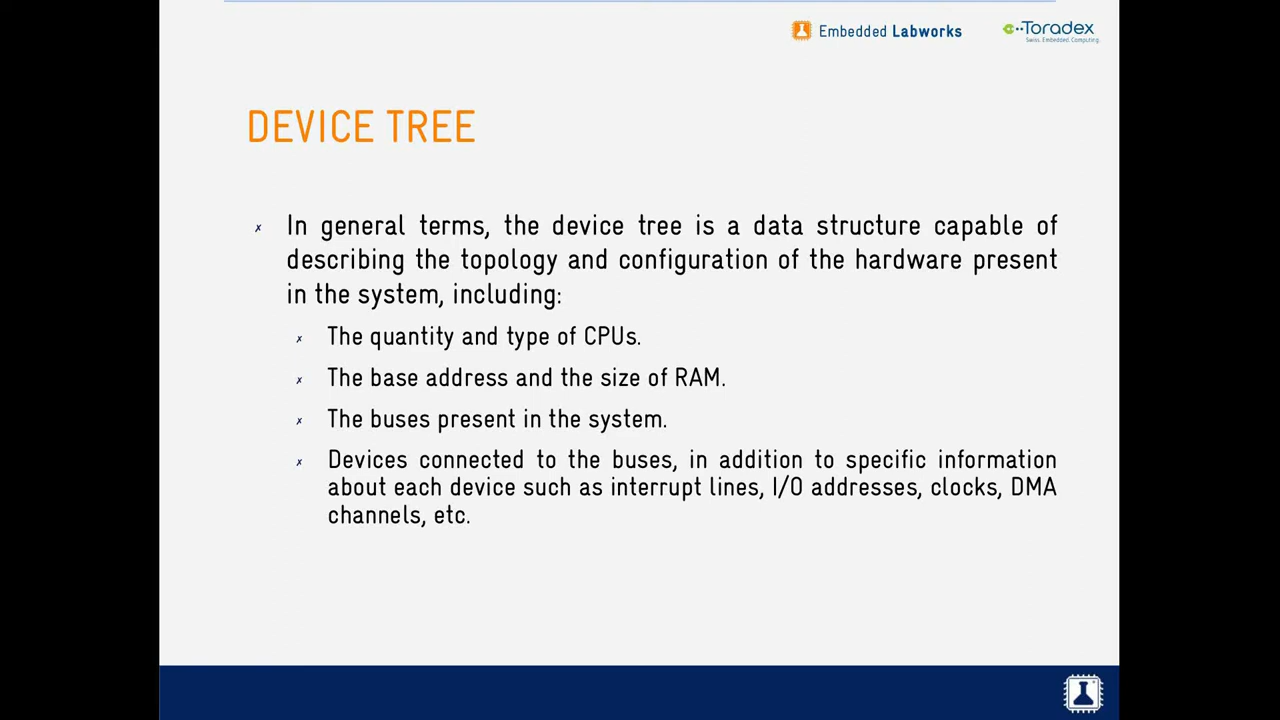 Embedded Labworks
Toradex
Swiss. Embedded. Computing.
DEVICE TREE
In general terms, the device tree is a data structure capable of
describing the topology and configuration of the hardware present
in the system, including:
The quantity and type of CPUs.
The base address and the size of RAM.
The buses present in the system.
Devices connected to the buses, in addition to specific information
about each device such as interrupt lines, I/O addresses, clocks, DMA
channels, etc.